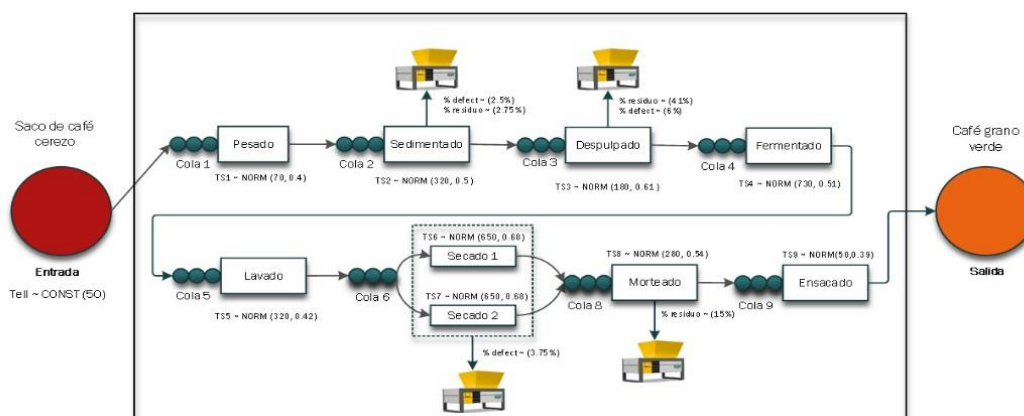 Saco de café
cerezo
Entrada
Tell ~ CONST (50)
Cola 1
Pesado
TS1 ~ NORM (70, 0.4)
Cola 2
Sedimentado
TS2 ~ NORM (320, 0.5)
% defect ~ (2.5%)
% residuo ~ (2.75%)
Cola 3
Despulpado
TS3 ~ NORM (180, 0.61)
% residuo ~ (41%)
% defect ~ (6%)
Cola 4
Fermentado
TS4 ~ NORM (730, 0.51)
Cola 5
Lavado
TS5 ~ NORM (320, 0.42)
Cola 6
TS6 ~ NORM (650, 0.68)
Secado 1
TS7 ~ NORM (650, 0.68)
Secado 2
% defect ~ (3.75%)
Cola 8
TS8 ~ NORM (280, 0.54)
Morteado
% residuo ~ (15%)
Cola 9
TS9 ~ NORM(50,0.39)
Ensacado
Café grano
verde
Salida